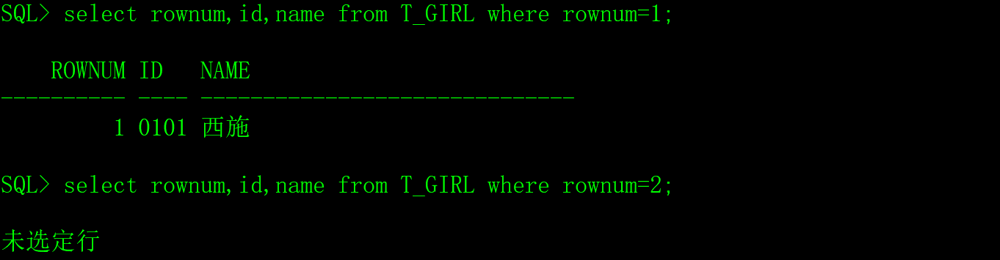 SQL> select rownum,id,name from T_GIRL where rownum=1;
ROWNUM ID   NAME
---------- ---- ------------------------------
1 0101 西施
SQL> select rownum,id,name from T_GIRL where rownum=2;
未选定行